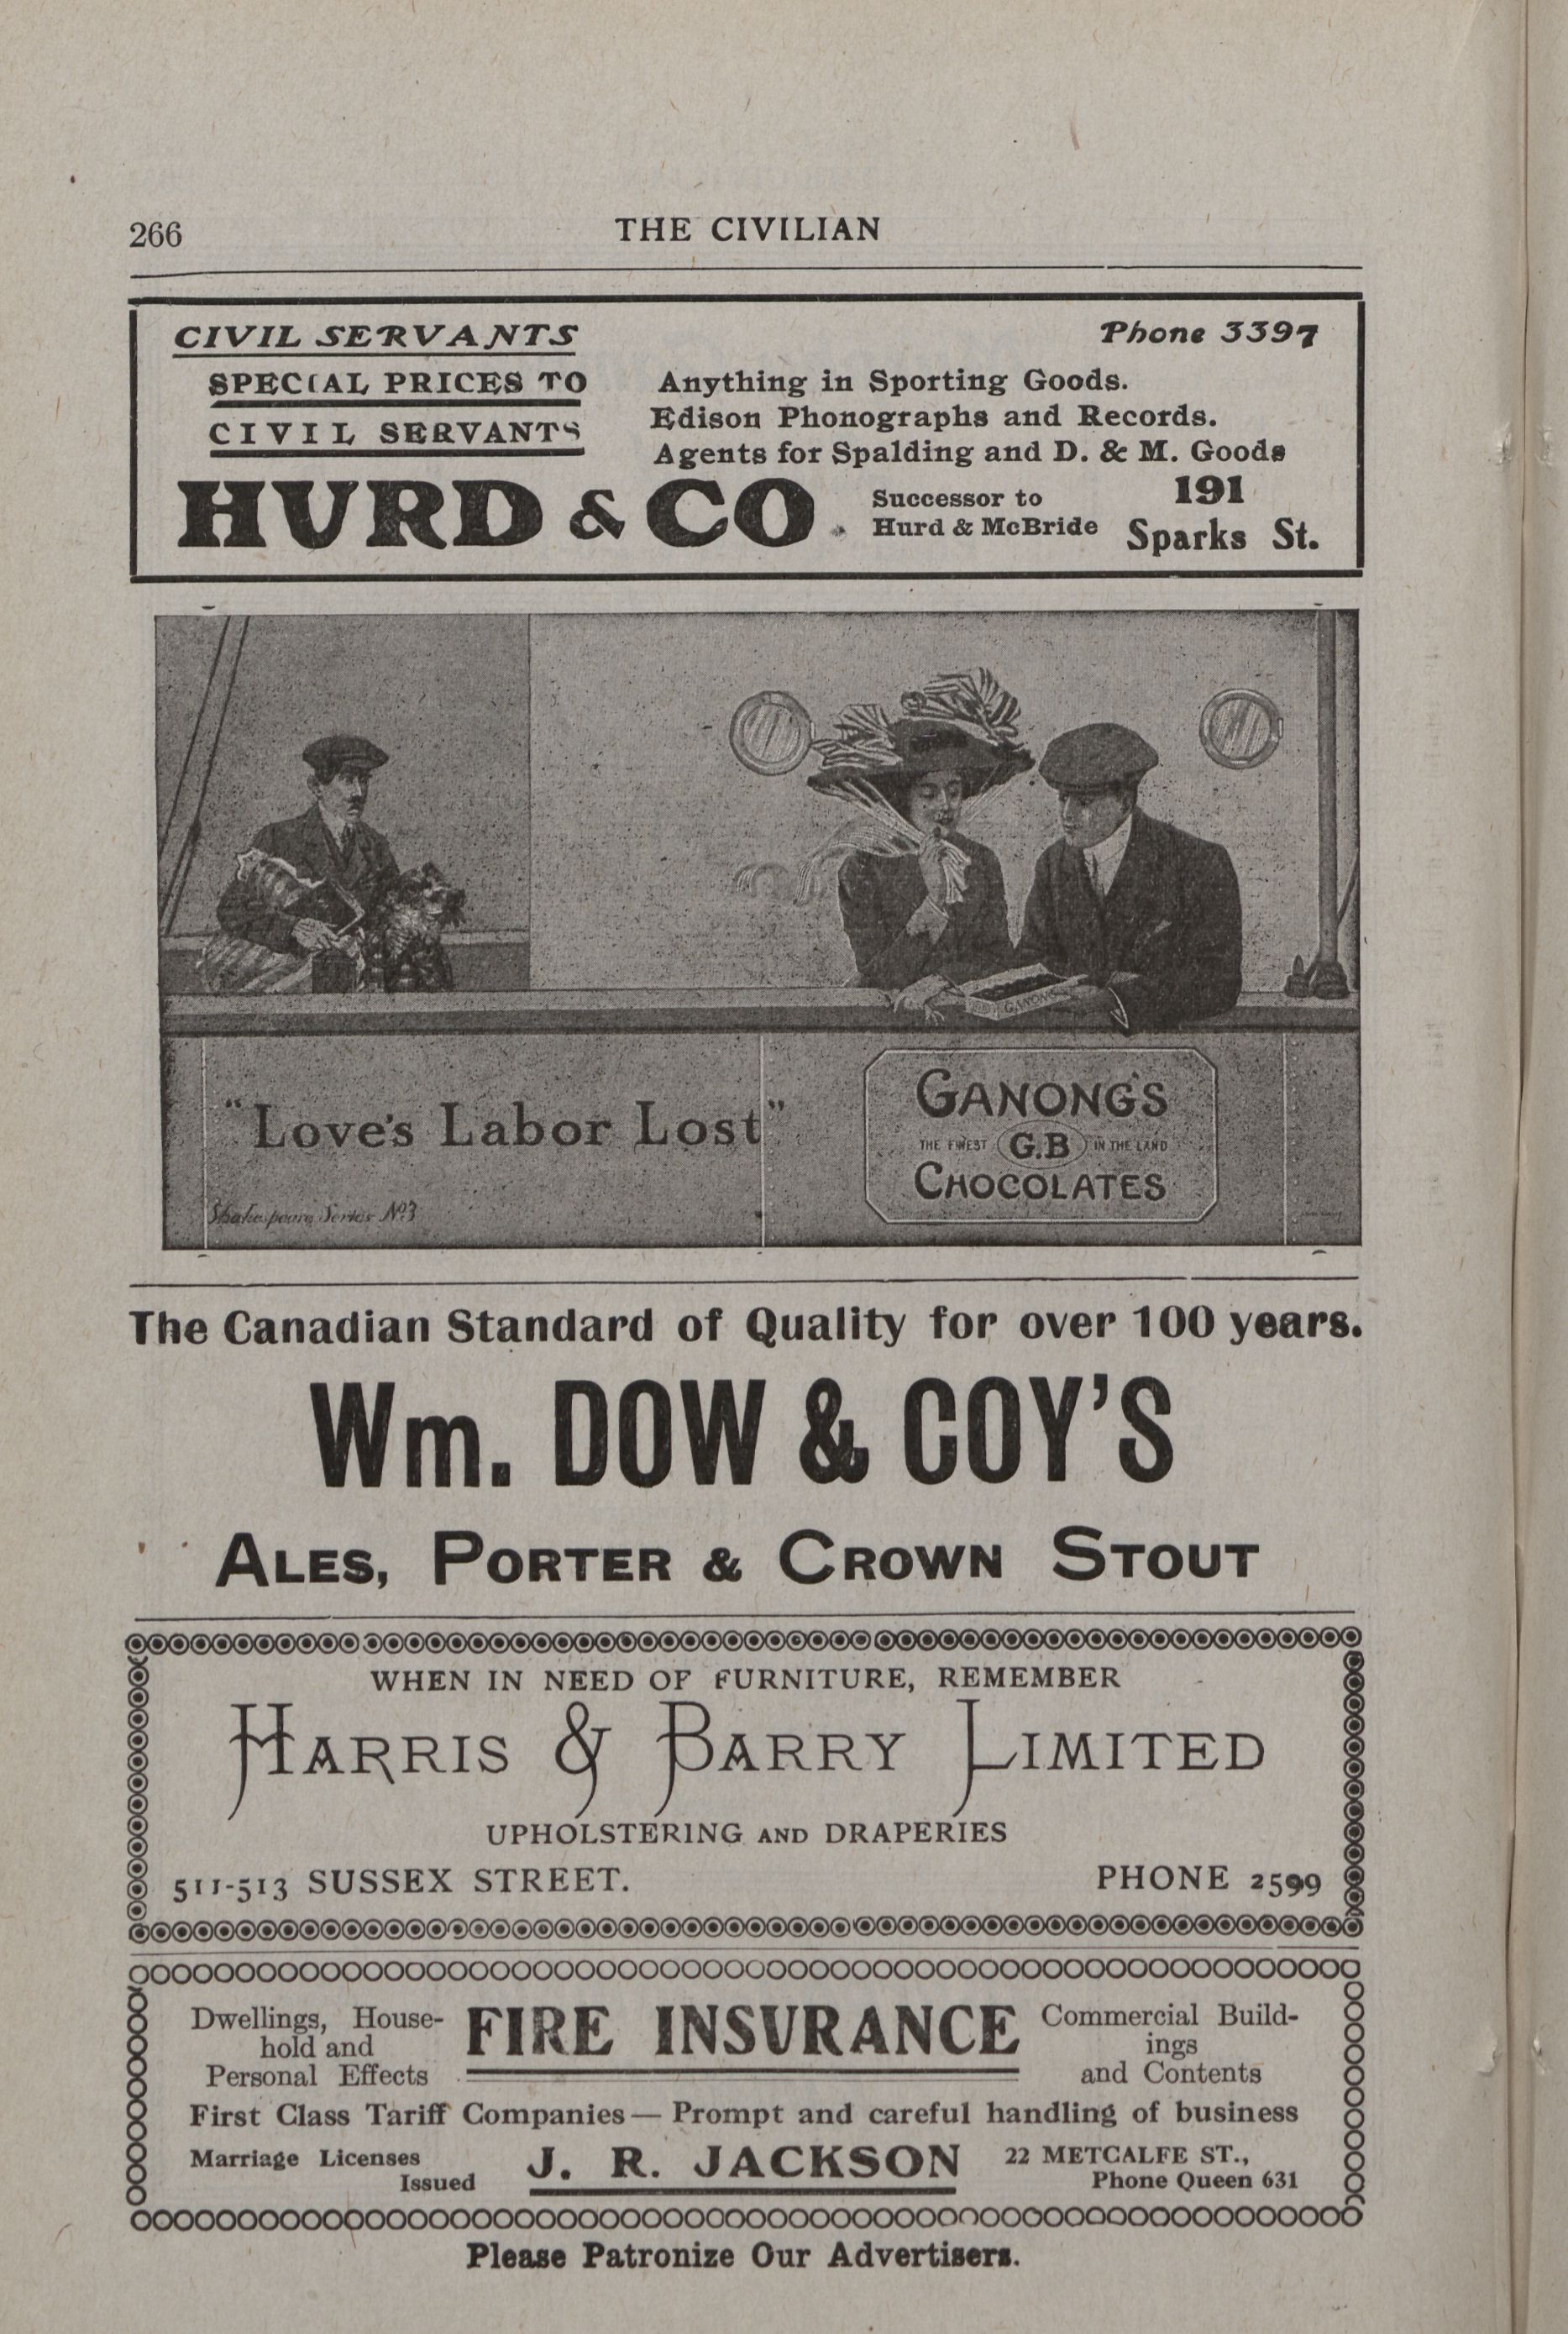 266
THE CIVILIAN
CIVIL SERVANTS
SPECIAL PRICES TO
CIVIL SERVANTS
Phone 3397
Anything in Sporting Goods.
Edison Phonographs and Records.
Agents for Spalding and D. & M. Goods
HURD & CO.
Successor to
Hurd & McBride
191
Sparks St.
GANONG
"Love's Labor Lost"
Shakespeare Series No. 3
GANONG'S
THE FINEST G.B IN THE LAND
CHOCOLATES
The Canadian Standard of Quality for over 100 years.
Wm. DOW & COY'S
ALES, PORTER & CROWN STOUT
WHEN IN NEED OF FURNITURE, REMEMBER
HARRIS & BARRY LIMITED
UPHOLSTERING AND DRAPERIES
511-513 SUSSEX STREET.
PHONE 2599
Dwellings, House-
hold and
Personal Effects
FIRE INSURANCE
Commercial Build-
ings
and Contents
First Class Tariff Companies — Prompt and careful handling of business
Marriage Licenses
Issued
J. R. JACKSON
22 METCALFE ST.,
Phone Queen 631
Please Patronize Our Advertisers.